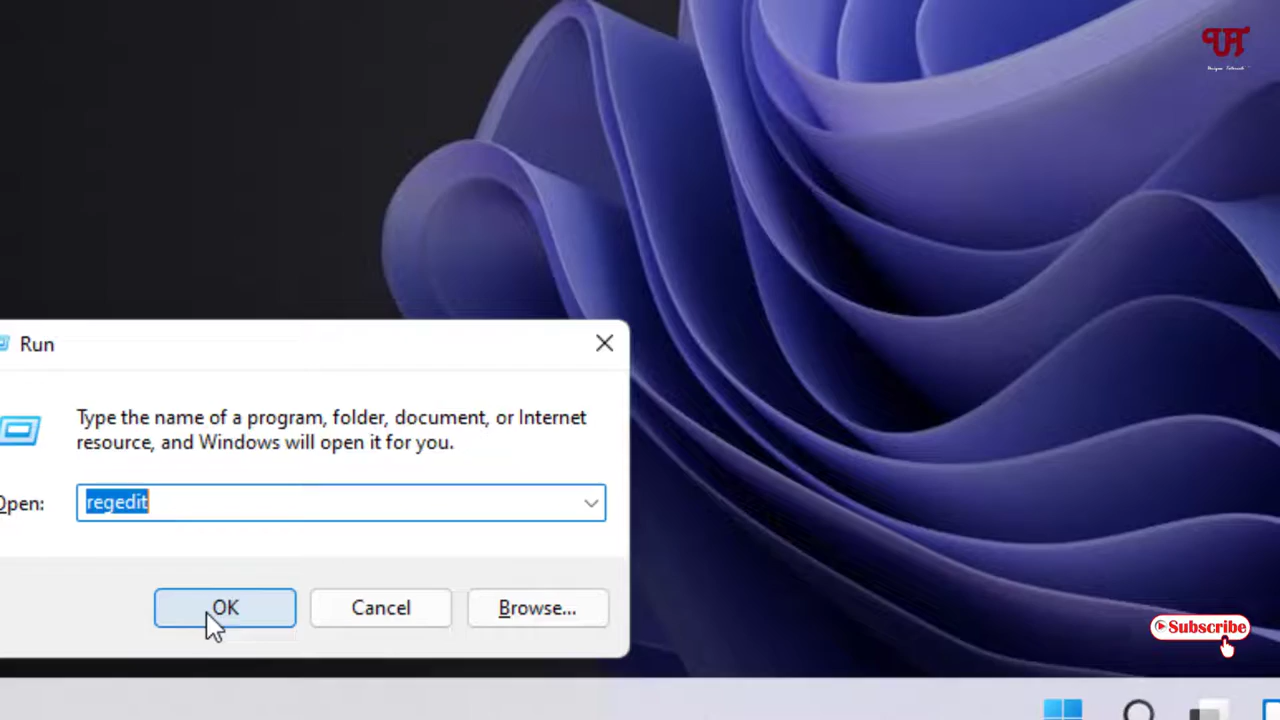 UT
Run
Type the name of a program, folder, document, or Internet
resource, and Windows will open it for you.
Open:
regedit
OK
Cancel
Browse...
Subscribe